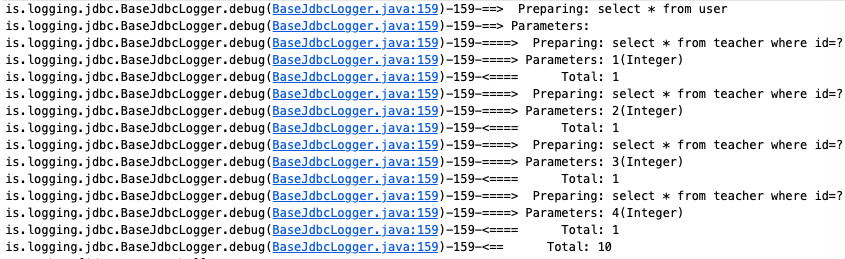 is.logging.jdbc.BaseJdbcLogger.debug(BaseJdbcLogger.java:159)-159-==>  Preparing: select * from user
is.logging.jdbc.BaseJdbcLogger.debug(BaseJdbcLogger.java:159)-159-==> Parameters:
is.logging.jdbc.BaseJdbcLogger.debug(BaseJdbcLogger.java:159)-159-====>  Preparing: select * from teacher where id=?
is.logging.jdbc.BaseJdbcLogger.debug(BaseJdbcLogger.java:159)-159-====> Parameters: 1(Integer)
is.logging.jdbc.BaseJdbcLogger.debug(BaseJdbcLogger.java:159)-159-<====      Total: 1
is.logging.jdbc.BaseJdbcLogger.debug(BaseJdbcLogger.java:159)-159-====>  Preparing: select * from teacher where id=?
is.logging.jdbc.BaseJdbcLogger.debug(BaseJdbcLogger.java:159)-159-====> Parameters: 2(Integer)
is.logging.jdbc.BaseJdbcLogger.debug(BaseJdbcLogger.java:159)-159-<====      Total: 1
is.logging.jdbc.BaseJdbcLogger.debug(BaseJdbcLogger.java:159)-159-====>  Preparing: select * from teacher where id=?
is.logging.jdbc.BaseJdbcLogger.debug(BaseJdbcLogger.java:159)-159-====> Parameters: 3(Integer)
is.logging.jdbc.BaseJdbcLogger.debug(BaseJdbcLogger.java:159)-159-<====      Total: 1
is.logging.jdbc.BaseJdbcLogger.debug(BaseJdbcLogger.java:159)-159-====>  Preparing: select * from teacher where id=?
is.logging.jdbc.BaseJdbcLogger.debug(BaseJdbcLogger.java:159)-159-====> Parameters: 4(Integer)
is.logging.jdbc.BaseJdbcLogger.debug(BaseJdbcLogger.java:159)-159-<====      Total: 1
is.logging.jdbc.BaseJdbcLogger.debug(BaseJdbcLogger.java:159)-159-<==      Total: 10